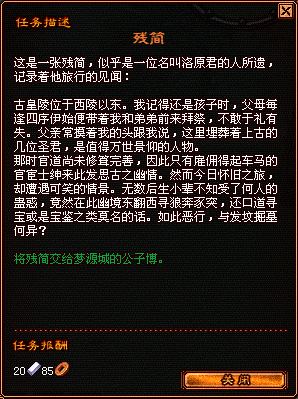 任务描述
残简
这是一张残简，似乎是一位名叫洛原君的人所遗，
记录着他旅行的见闻：
古皇陵位于西陵以东。我记得还是孩子时，父母每
逢四序伊始便带着我和弟弟前来拜祭，不敢于礼有
失。父亲常摸着我的头跟我说，这里埋葬着上古的
几位圣君，是值得万世景仰的人物。
那时官道尚未修葺完善，因此只有雇佣得起车马的
官宦士绅来此发思古之幽情。然而今日怀旧之旅，
却遭遇可笑的情景。无数后生小辈不知受了何人的
蛊惑，竟然在此幽境东翻西寻狼奔豕突，还口道寻
宝或是宝鉴之类莫名的话。如此恶行，与发坟掘墓
何异？
将残简交给梦源城的公子博。
任务报酬
20 85
关闭